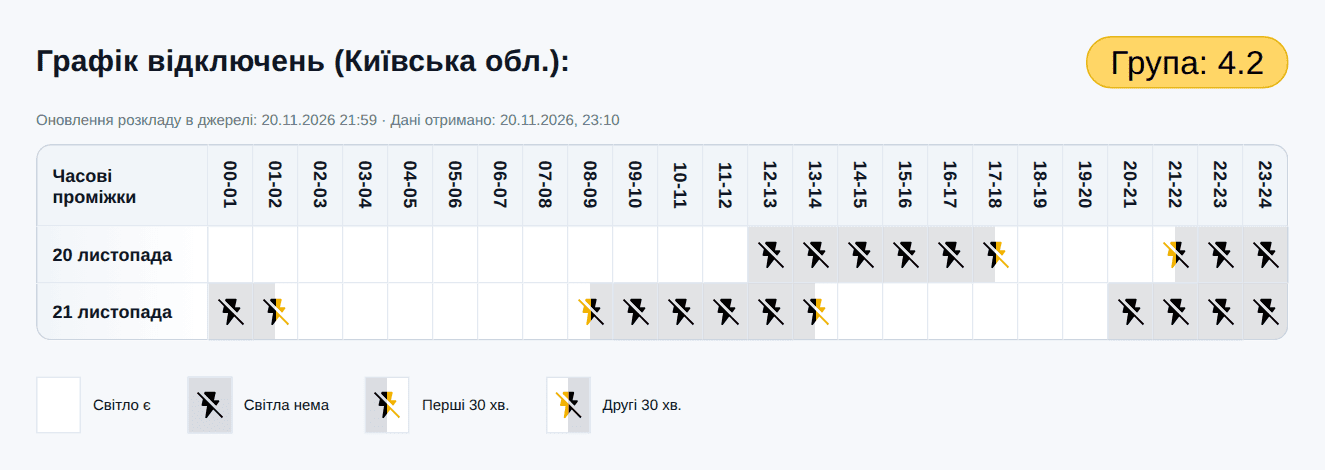 Графік відключень (Київська обл.):
Група: 4.2
Оновлення розкладу в джерелі: 20.11.2026 21:59 · Дані отримано: 20.11.2026, 23:10
Часові
проміжки
00-01
01-02
02-03
03-04
04-05
05-06
06-07
07-08
08-09
09-10
10-11
11-12
12-13
13-14
14-15
15-16
16-17
17-18
18-19
19-20
20-21
21-22
22-23
23-24
20 листопада
21 листопада
Світло є
Світла нема
Перші 30 хв.
Другі 30 хв.